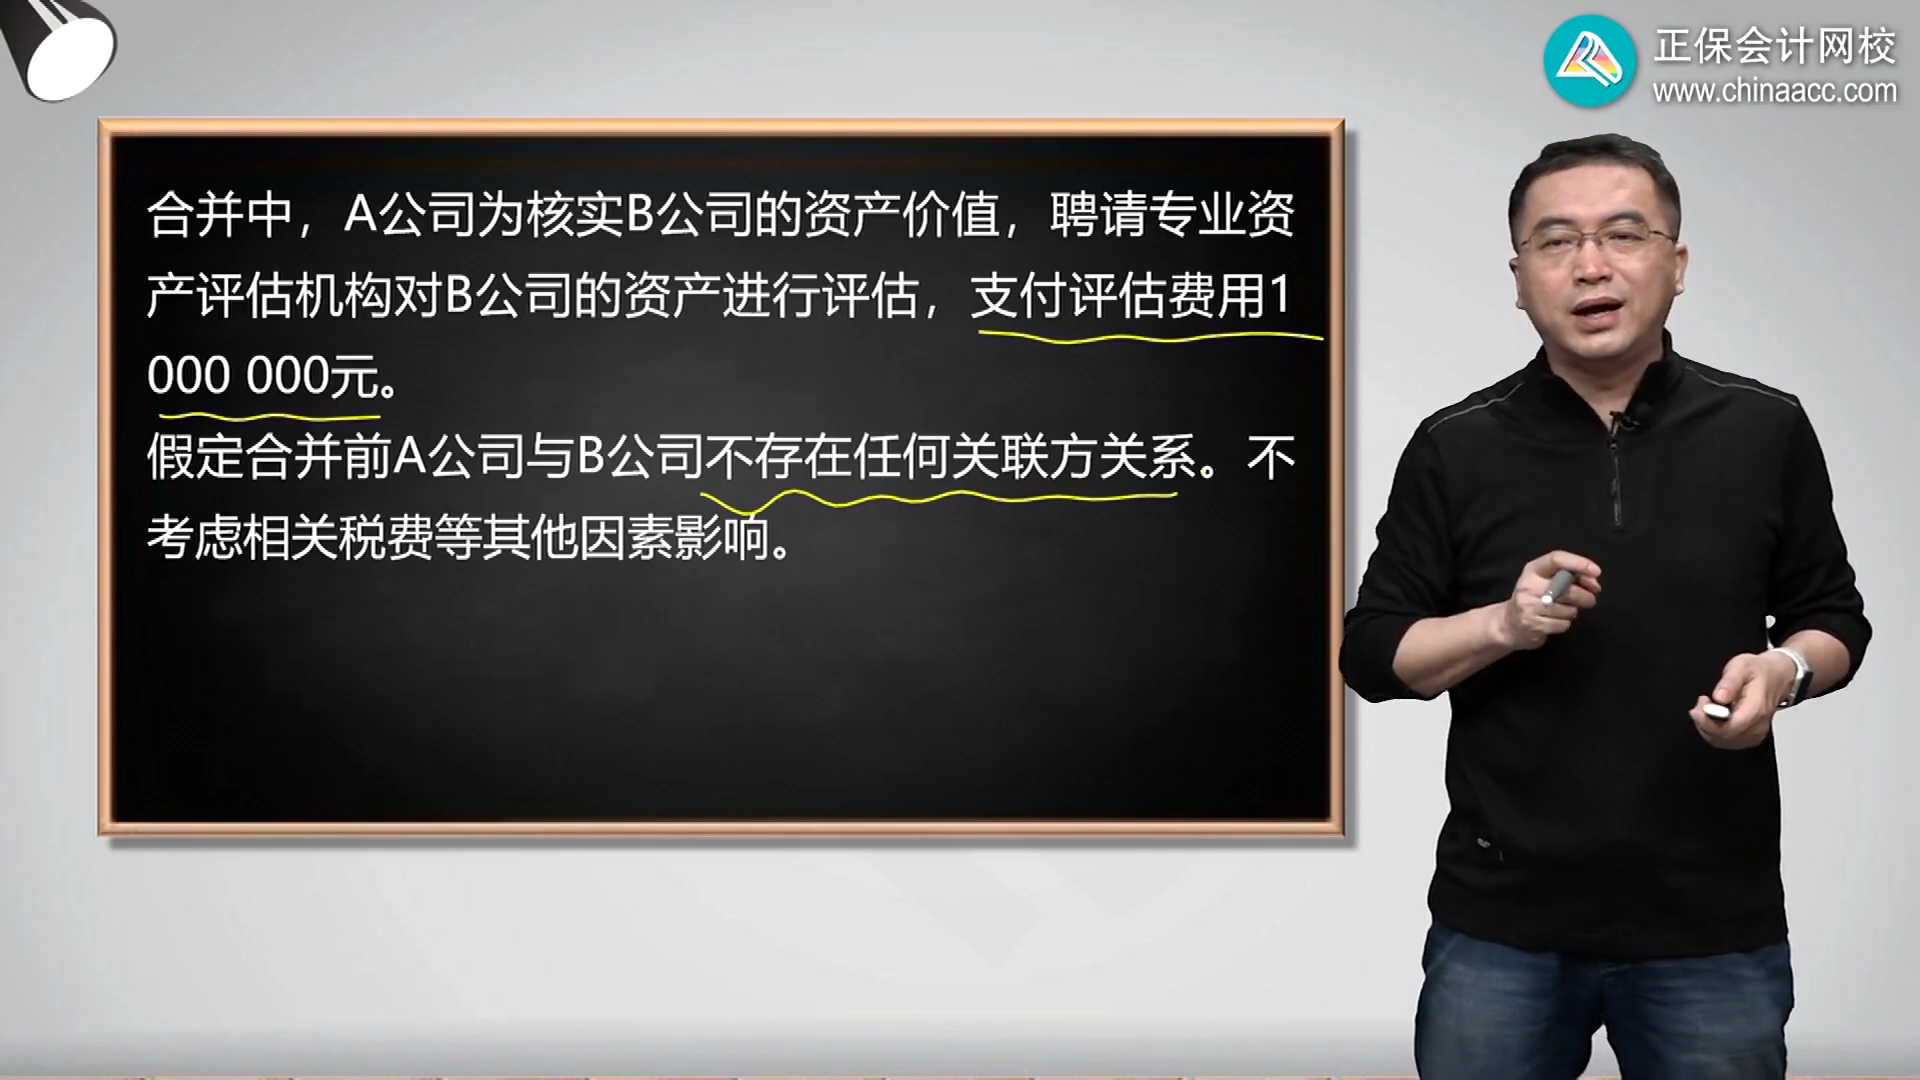 正保会计网校
www.chinaacc.com
合并中，A公司为核实B公司的资产价值，聘请专业资
产评估机构对B公司的资产进行评估，支付评估费用1
000 000元。
假定合并前A公司与B公司不存在任何关联方关系。不
考虑相关税费等其他因素影响。